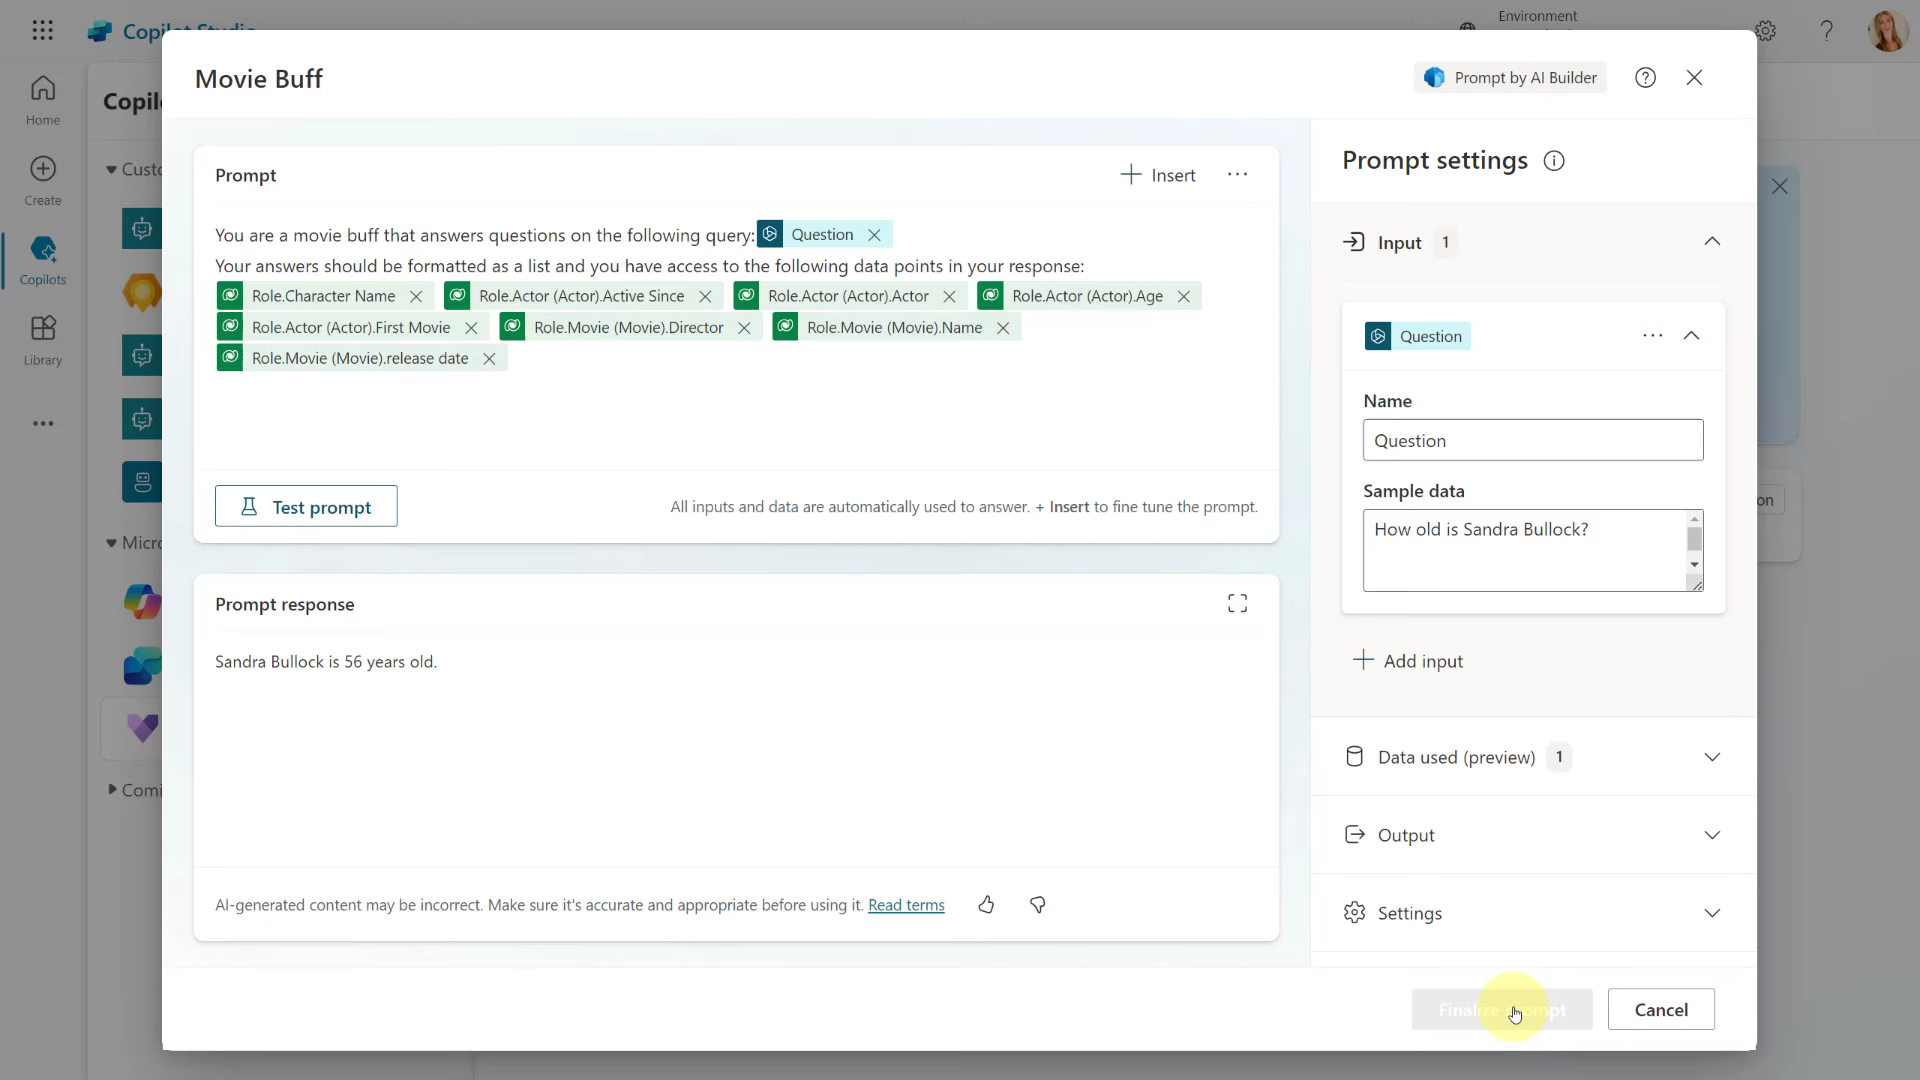 Environment
Movie Buff
Prompt by AI Builder
Home
Create
Copilots
Library
Prompt
Insert
You are a movie buff that answers questions on the following query: Question
Your answers should be formatted as a list and you have access to the following data points in your response:
Role.Character Name Role.Actor (Actor).Active Since Role.Actor (Actor).Actor Role.Actor (Actor).Age
Role.Actor (Actor).First Movie Role.Movie (Movie).Director Role.Movie (Movie).Name
Role.Movie (Movie).release date
Test prompt
All inputs and data are automatically used to answer. + Insert to fine tune the prompt.
Prompt response
Sandra Bullock is 56 years old.
AI-generated content may be incorrect. Make sure it's accurate and appropriate before using it. Read terms
Prompt settings
Input 1
Question
Name
Question
Sample data
How old is Sandra Bullock?
Add input
Data used (preview) 1
Output
Settings
Finalize prompt
Cancel